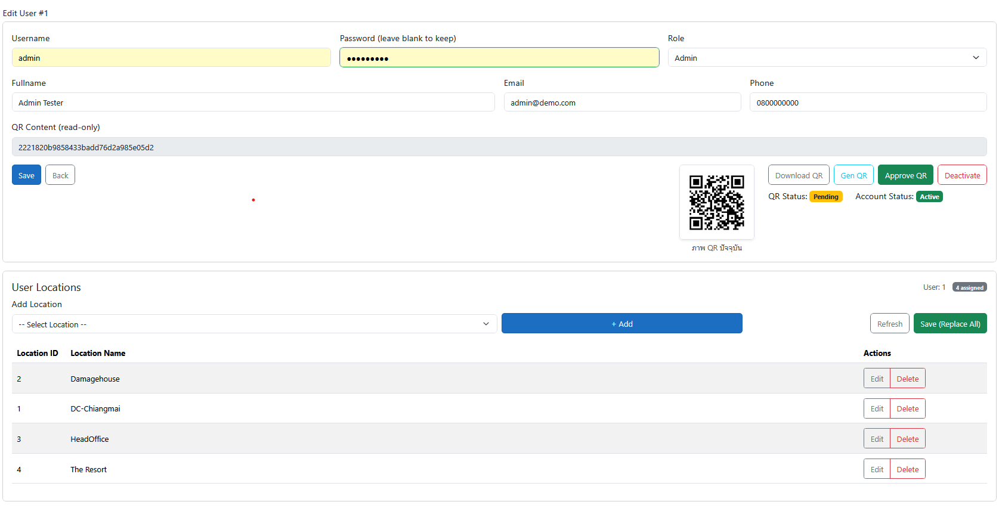 Edit User #1
Username
Password (leave blank to keep)
Role
admin
●●●●●●●●●
Admin
Fullname
Email
Phone
Admin Tester
admin@demo.com
0800000000
QR Content (read-only)
2221820b9858433badd76d2a985e05d2
Save
Back
Download QR
Gen QR
Approve QR
Deactivate
QR Status: Pending
Account Status: Active
ภาพ QR ปัจจุบัน
User Locations
User: 1
4 assigned
Add Location
-- Select Location --
+ Add
Refresh
Save (Replace All)
Location ID Location Name Actions
2 Damagehouse Edit Delete
1 DC-Chiangmai Edit Delete
3 HeadOffice Edit Delete
4 The Resort Edit Delete